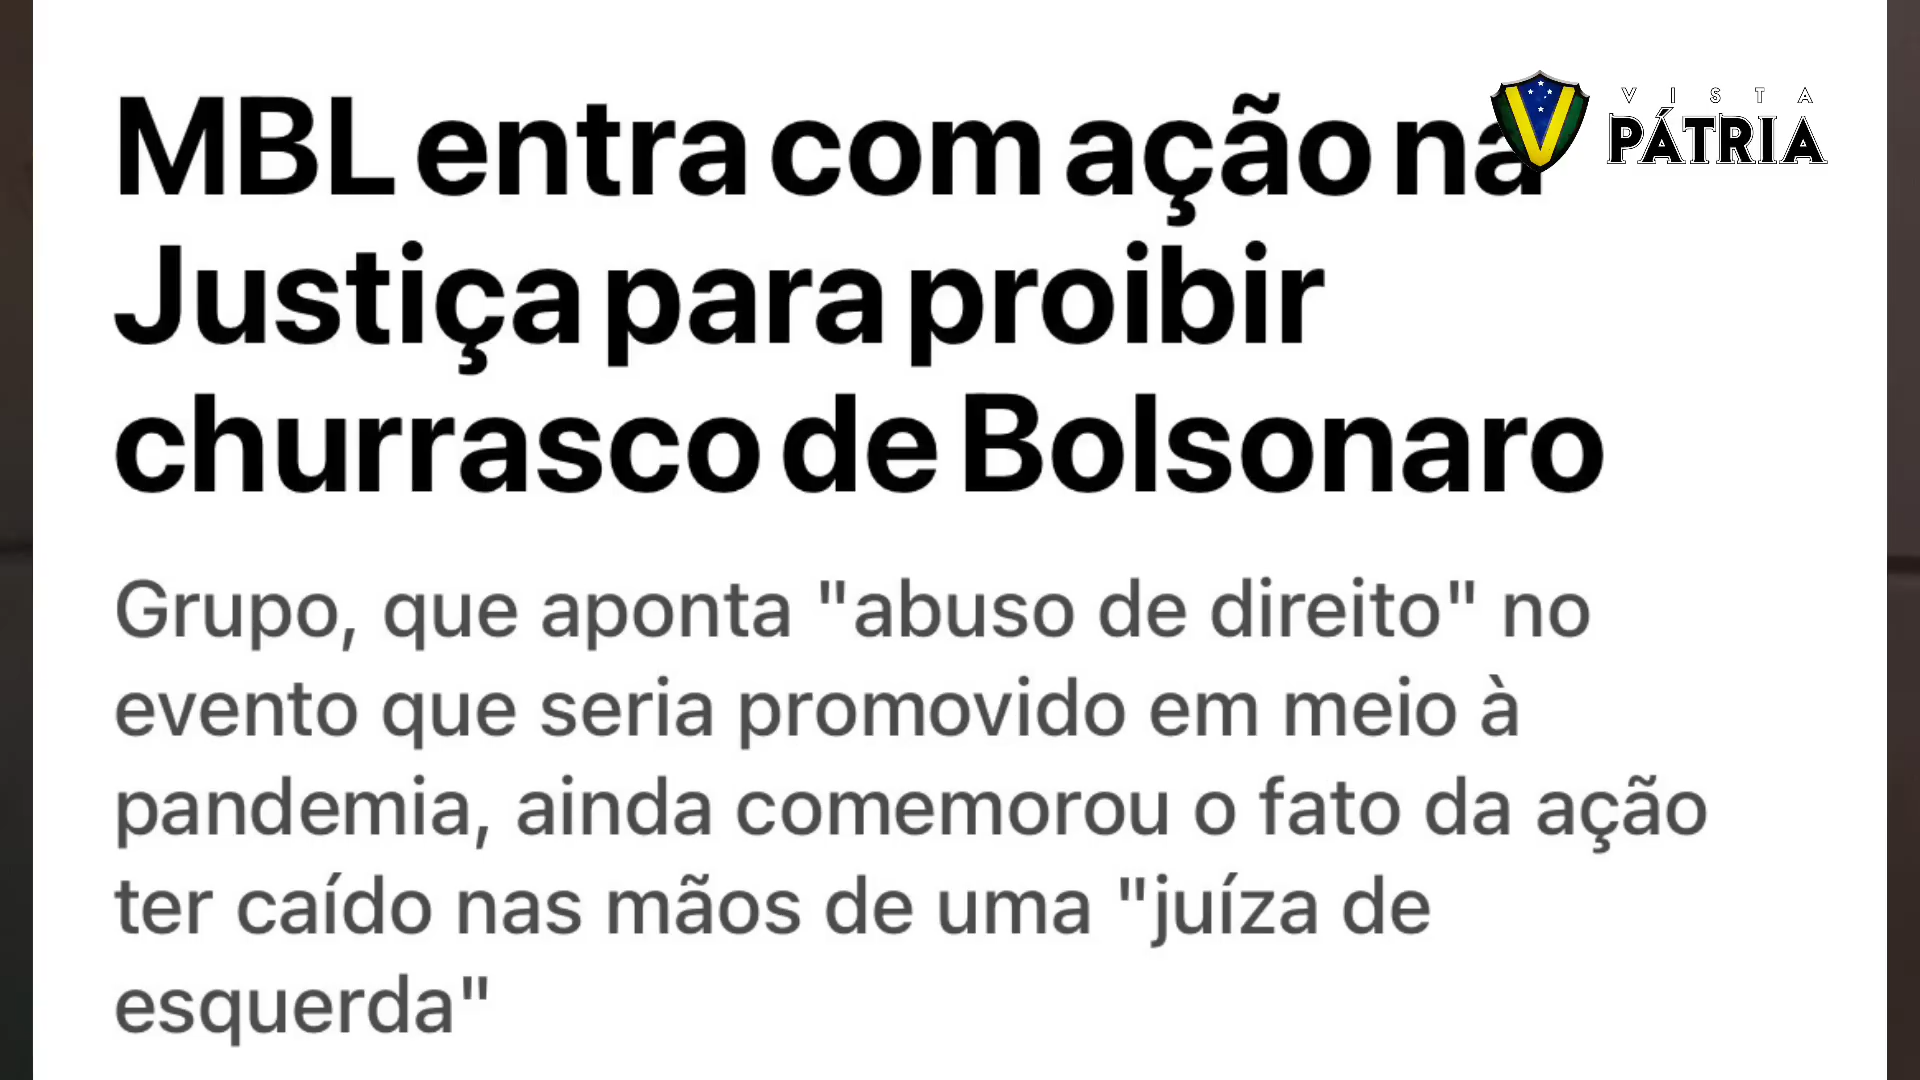 MBL entra com ação na
VISTA
PÁTRIA
Justiça para proibir
churrasco de Bolsonaro
Grupo, que aponta "abuso de direito" no
evento que seria promovido em meio à
pandemia, ainda comemorou o fato da ação
ter caído nas mãos de uma "juíza de
esquerda"